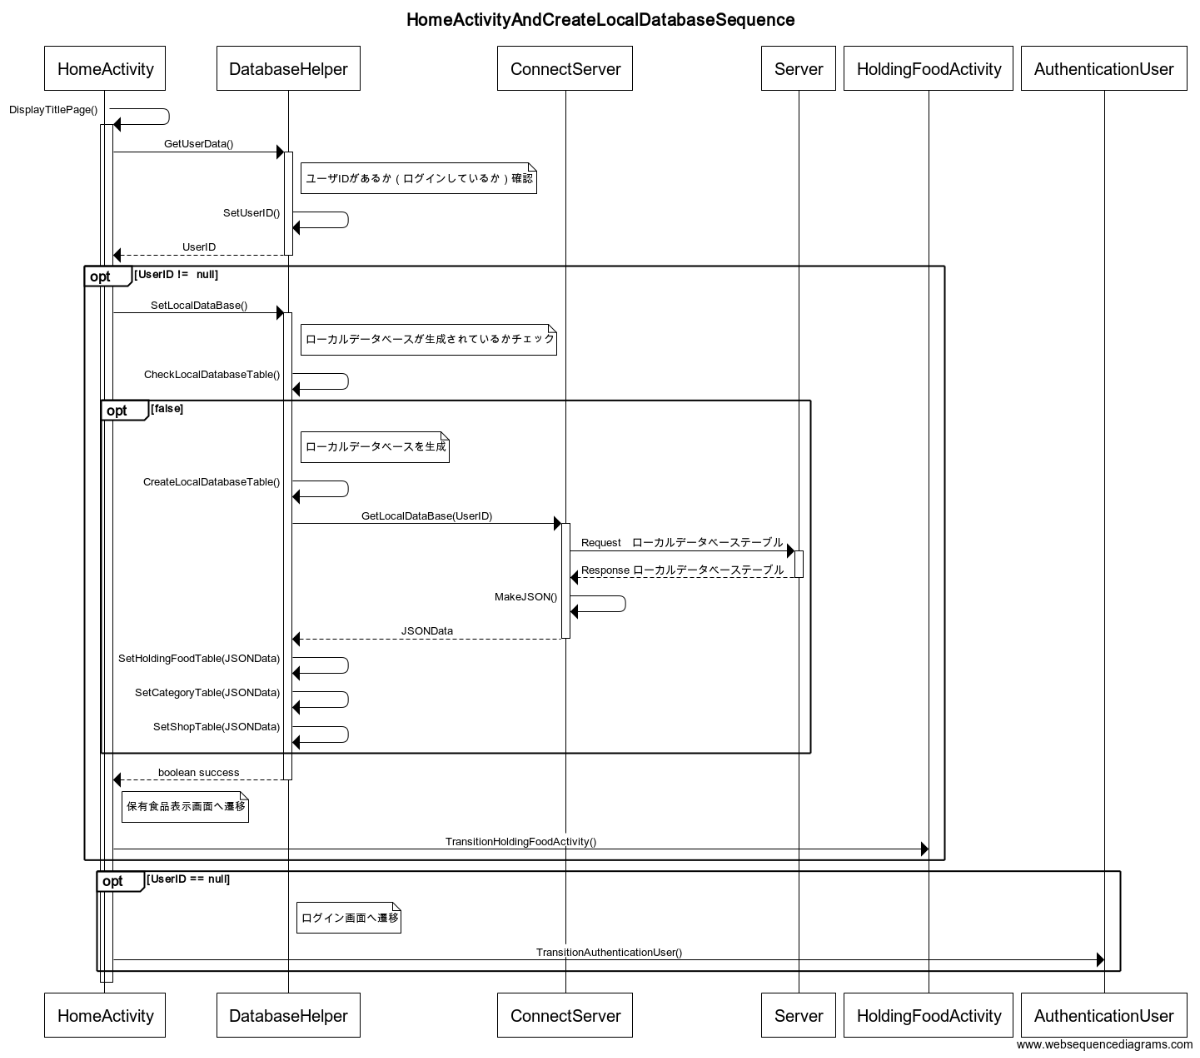 HomeActivityAndCreateLocalDatabaseSequence
HomeActivity DatabaseHelper ConnectServer Server HoldingFoodActivity AuthenticationUser
DisplayTitlePage()
GetUserData()
ユーザIDがあるか（ログインしているか）確認
SetUserID()
UserID
opt [UserID != null]
SetLocalDataBase()
ローカルデータベースが生成されているかチェック
CheckLocalDatabaseTable()
opt [false]
ローカルデータベースを生成
CreateLocalDatabaseTable()
GetLocalDataBase(UserID)
Request ローカルデータベーステーブル
Response ローカルデータベーステーブル
MakeJSON()
JSONData
SetHoldingFoodTable(JSONData)
SetCategoryTable(JSONData)
SetShopTable(JSONData)
boolean success
保有食品表示画面へ遷移
TransitionHoldingFoodActivity()
opt [UserID == null]
ログイン画面へ遷移
TransitionAuthenticationUser()
HomeActivity DatabaseHelper ConnectServer Server HoldingFoodActivity AuthenticationUser
www.websequencediagrams.com